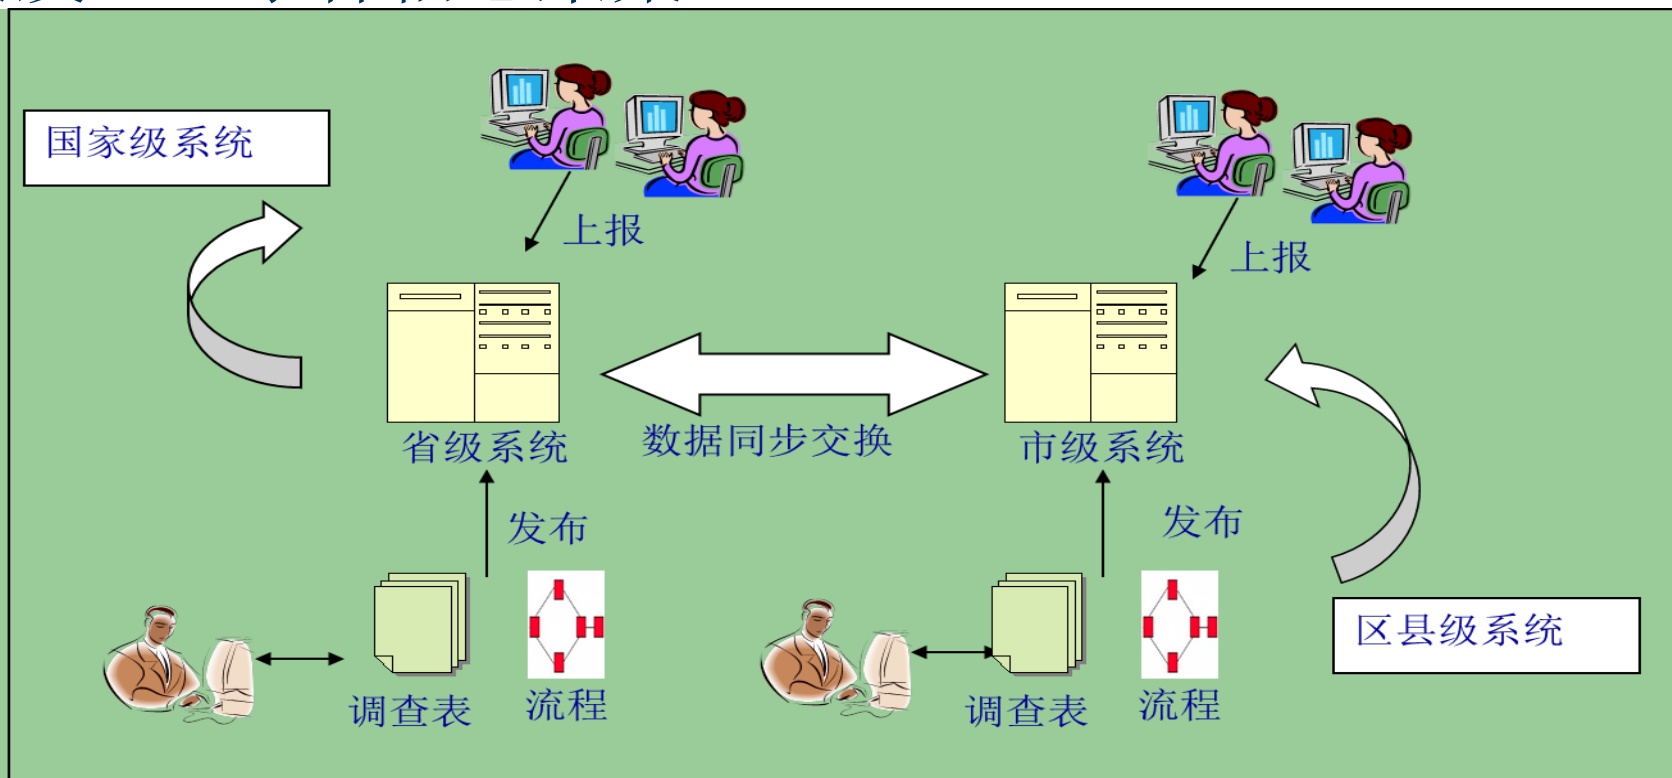 国家级系统
上报
上报
省级系统
数据同步交换
市级系统
发布
发布
区县级系统
调查表
流程
调查表
流程